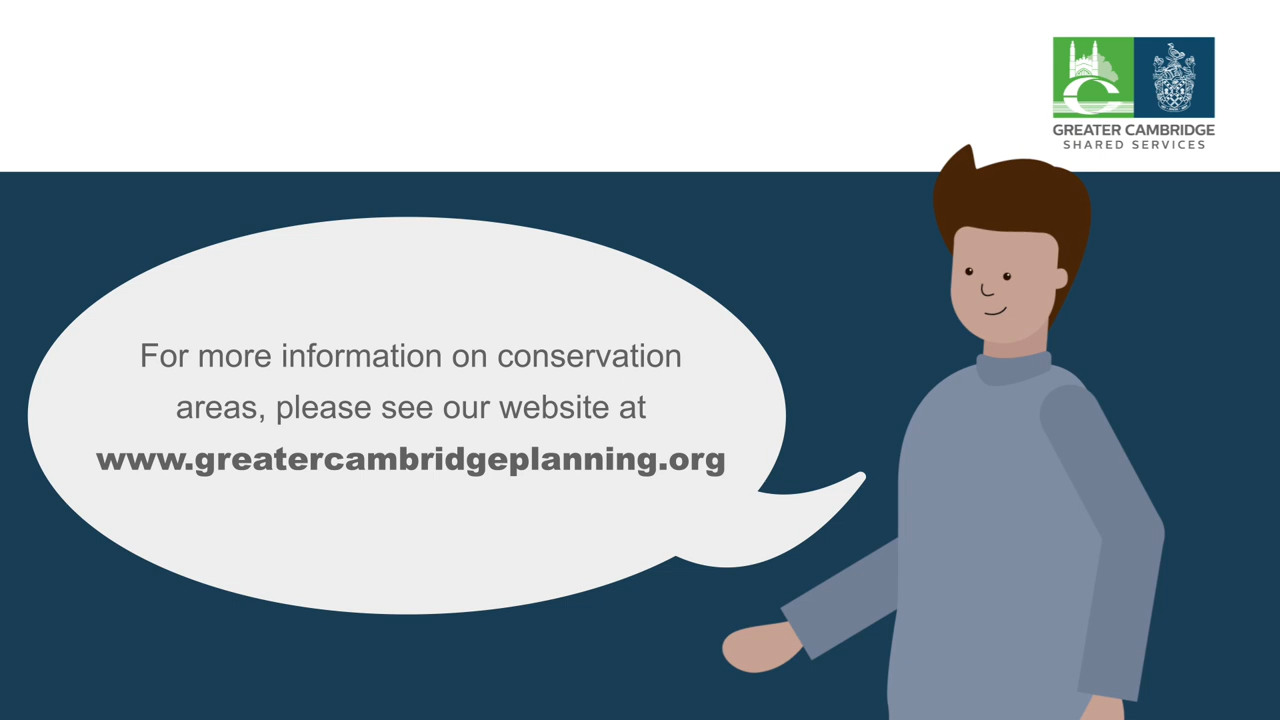 GREATER CAMBRIDGE
SHARED SERVICES
For more information on conservation
areas, please see our website at
www.greatercambridgeplanning.org